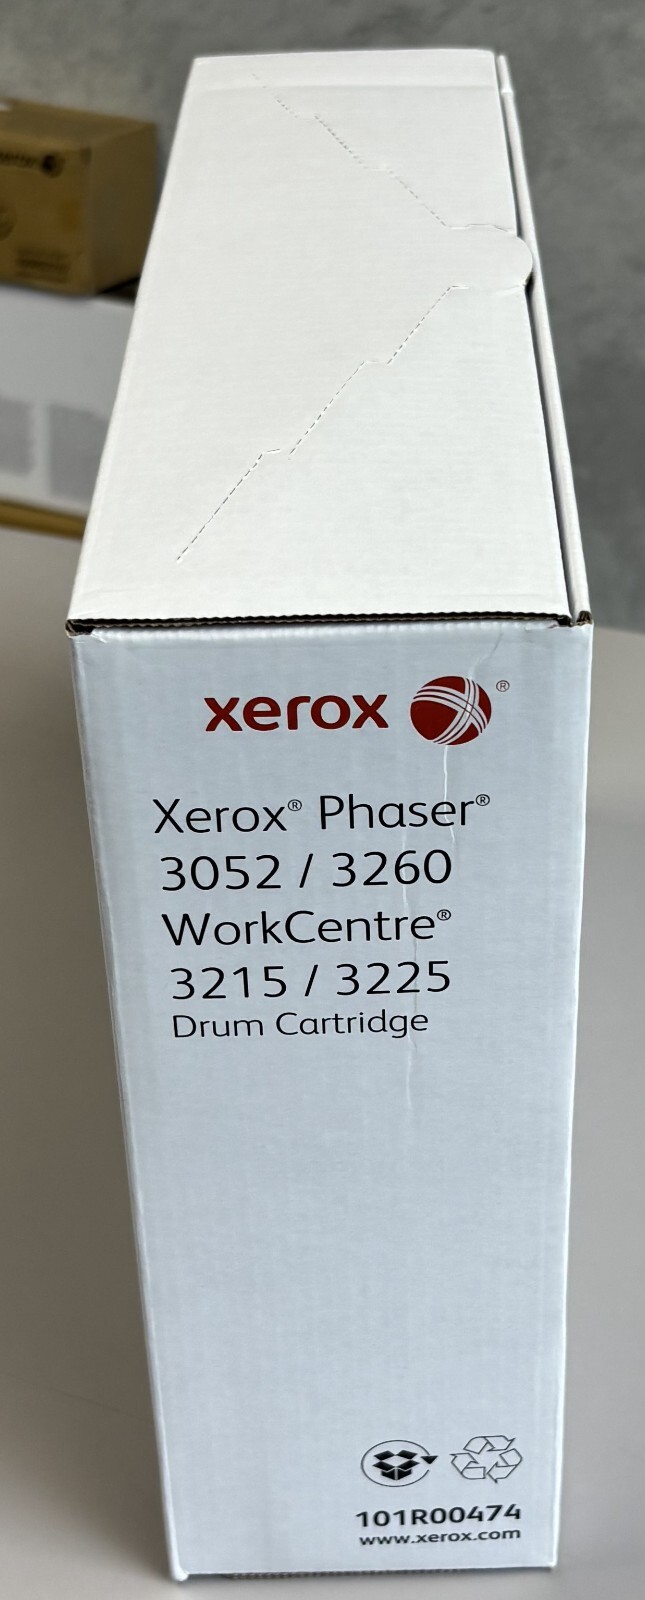 xerox ®
Xerox® Phaser®
3052 / 3260
WorkCentre®
3215 / 3225
Drum Cartridge
101R00474
www.xerox.com